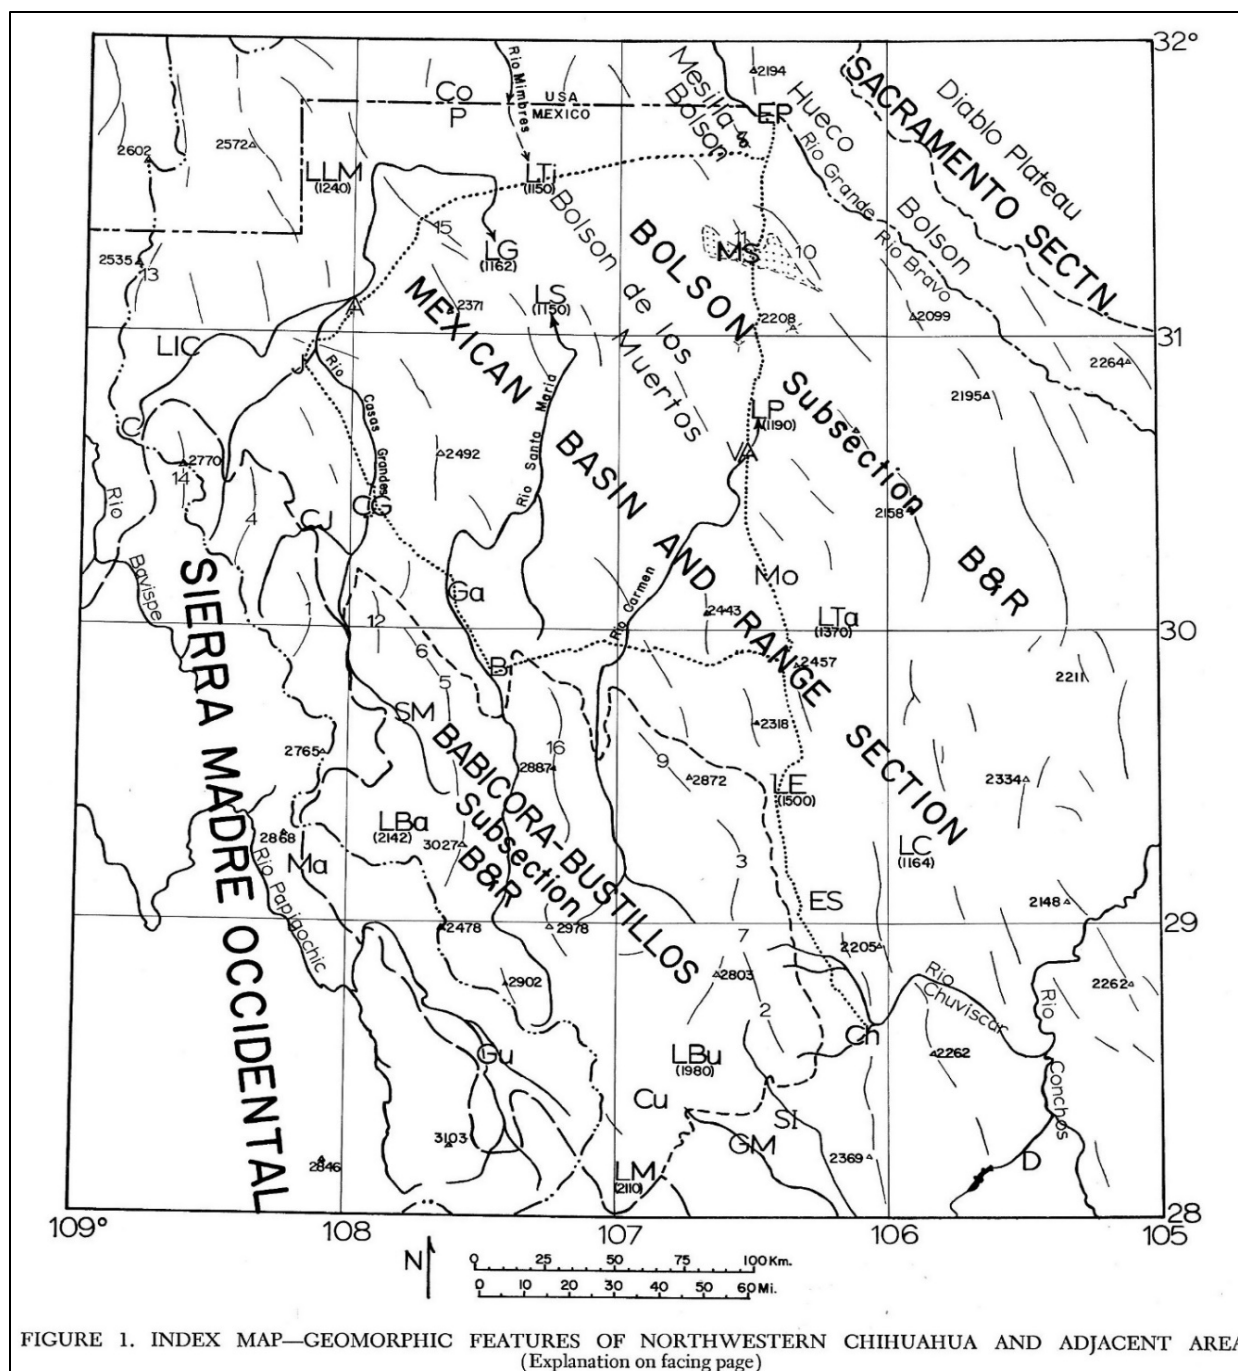 32°
SACRAMENTO SECTN.
Diablo Plateau
Hueco
Bolson
Mesilla
Bolson
2194
Rio Mimbres
USA
MEXICO
Co
P
EP
Rio Grande
Rio Bravo
2602
2572
LLM
(1240)
LTj
(1150)
Bolson
de los
Muertos
15
11
10
MS
LG
(1162)
2535
13
LS
(1150)
A
2371
2208
2099
31
LIC
J
MEXICAN
BASIN
AND
RANGE
SECTION
BOLSON
Subsection
B&R
2264
2195
Rio
Casas
Grandes
Rio Santa Maria
LP
(1190)
VA
C
2770
14
2492
Rio
Bavispe
4
CJ
CG
2158
SIERRA MADRE OCCIDENTAL
Ga
Rio Carmen
Mo
1
12
2443
LTa
(1370)
30
6
5
B
2457
2211
SM
2318
2765
16
2887
9
2872
2334
LE
(1500)
BABICORA-BUSTILLOS
Subsection
B&R
LBa
(2142)
2868
3027
LC
(1164)
Ma
3
Rio Papigochic
ES
2148
29
2478
2978
7
2205
2902
2803
Rio
Chuviscar
Rio
Conchos
2262
2
Ch
Gu
LBu
(1980)
2262
Cu
SI
GM
3103
2846
LM
(2110)
2369
D
28
109°
108
107
106
105
N
0 25 50 75 100 Km.
0 10 20 30 40 50 60 Mi.
FIGURE 1. INDEX MAP—GEOMORPHIC FEATURES OF NORTHWESTERN CHIHUAHUA AND ADJACENT AREA
(Explanation on facing page)